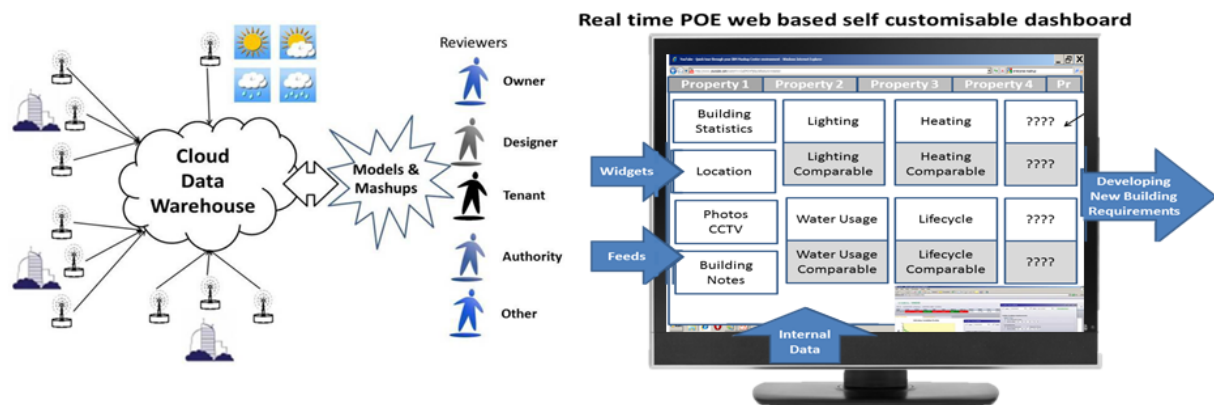 Real time POE web based self customisable dashboard
Reviewers
Owner
Designer
Tenant
Authority
Other
Cloud
Data
Warehouse
Models &
Mashups
Property 1
Property 2
Property 3
Property 4
Pr
Building
Statistics
Location
Photos
CCTV
Building
Notes
Lighting
Lighting
Comparable
Water Usage
Water Usage
Comparable
Heating
Heating
Comparable
Lifecycle
Lifecycle
Comparable
????
????
????
????
Widgets
Feeds
Internal
Data
Developing
New Building
Requirements